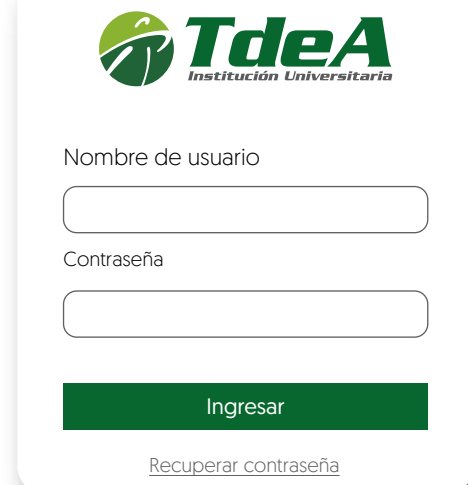 TdeA
Institución Universitaria
Nombre de usuario
Contraseña
Ingresar
Recuperar contraseña